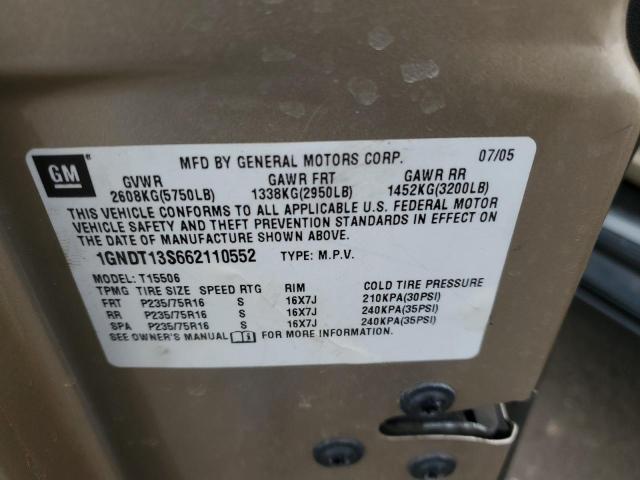 GM®
MFD BY GENERAL MOTORS CORP. 07/05
GVWR GAWR FRT GAWR RR
2608KG(5750LB) 1338KG(2950LB) 1452KG(3200LB)
THIS VEHICLE CONFORMS TO ALL APPLICABLE U.S. FEDERAL MOTOR
VEHICLE SAFETY AND THEFT PREVENTION STANDARDS IN EFFECT ON
THE DATE OF MANUFACTURE SHOWN ABOVE.
1GNDT13S662110552 TYPE: M.P.V.
MODEL: T15506
TPMG TIRE SIZE SPEED RTG RIM COLD TIRE PRESSURE
FRT P235/75R16 S 16X7J 210KPA(30PSI)
RR P235/75R16 S 16X7J 240KPA(35PSI)
SPA P235/75R16 S 16X7J 240KPA(35PSI)
SEE OWNER'S MANUAL FOR MORE INFORMATION.